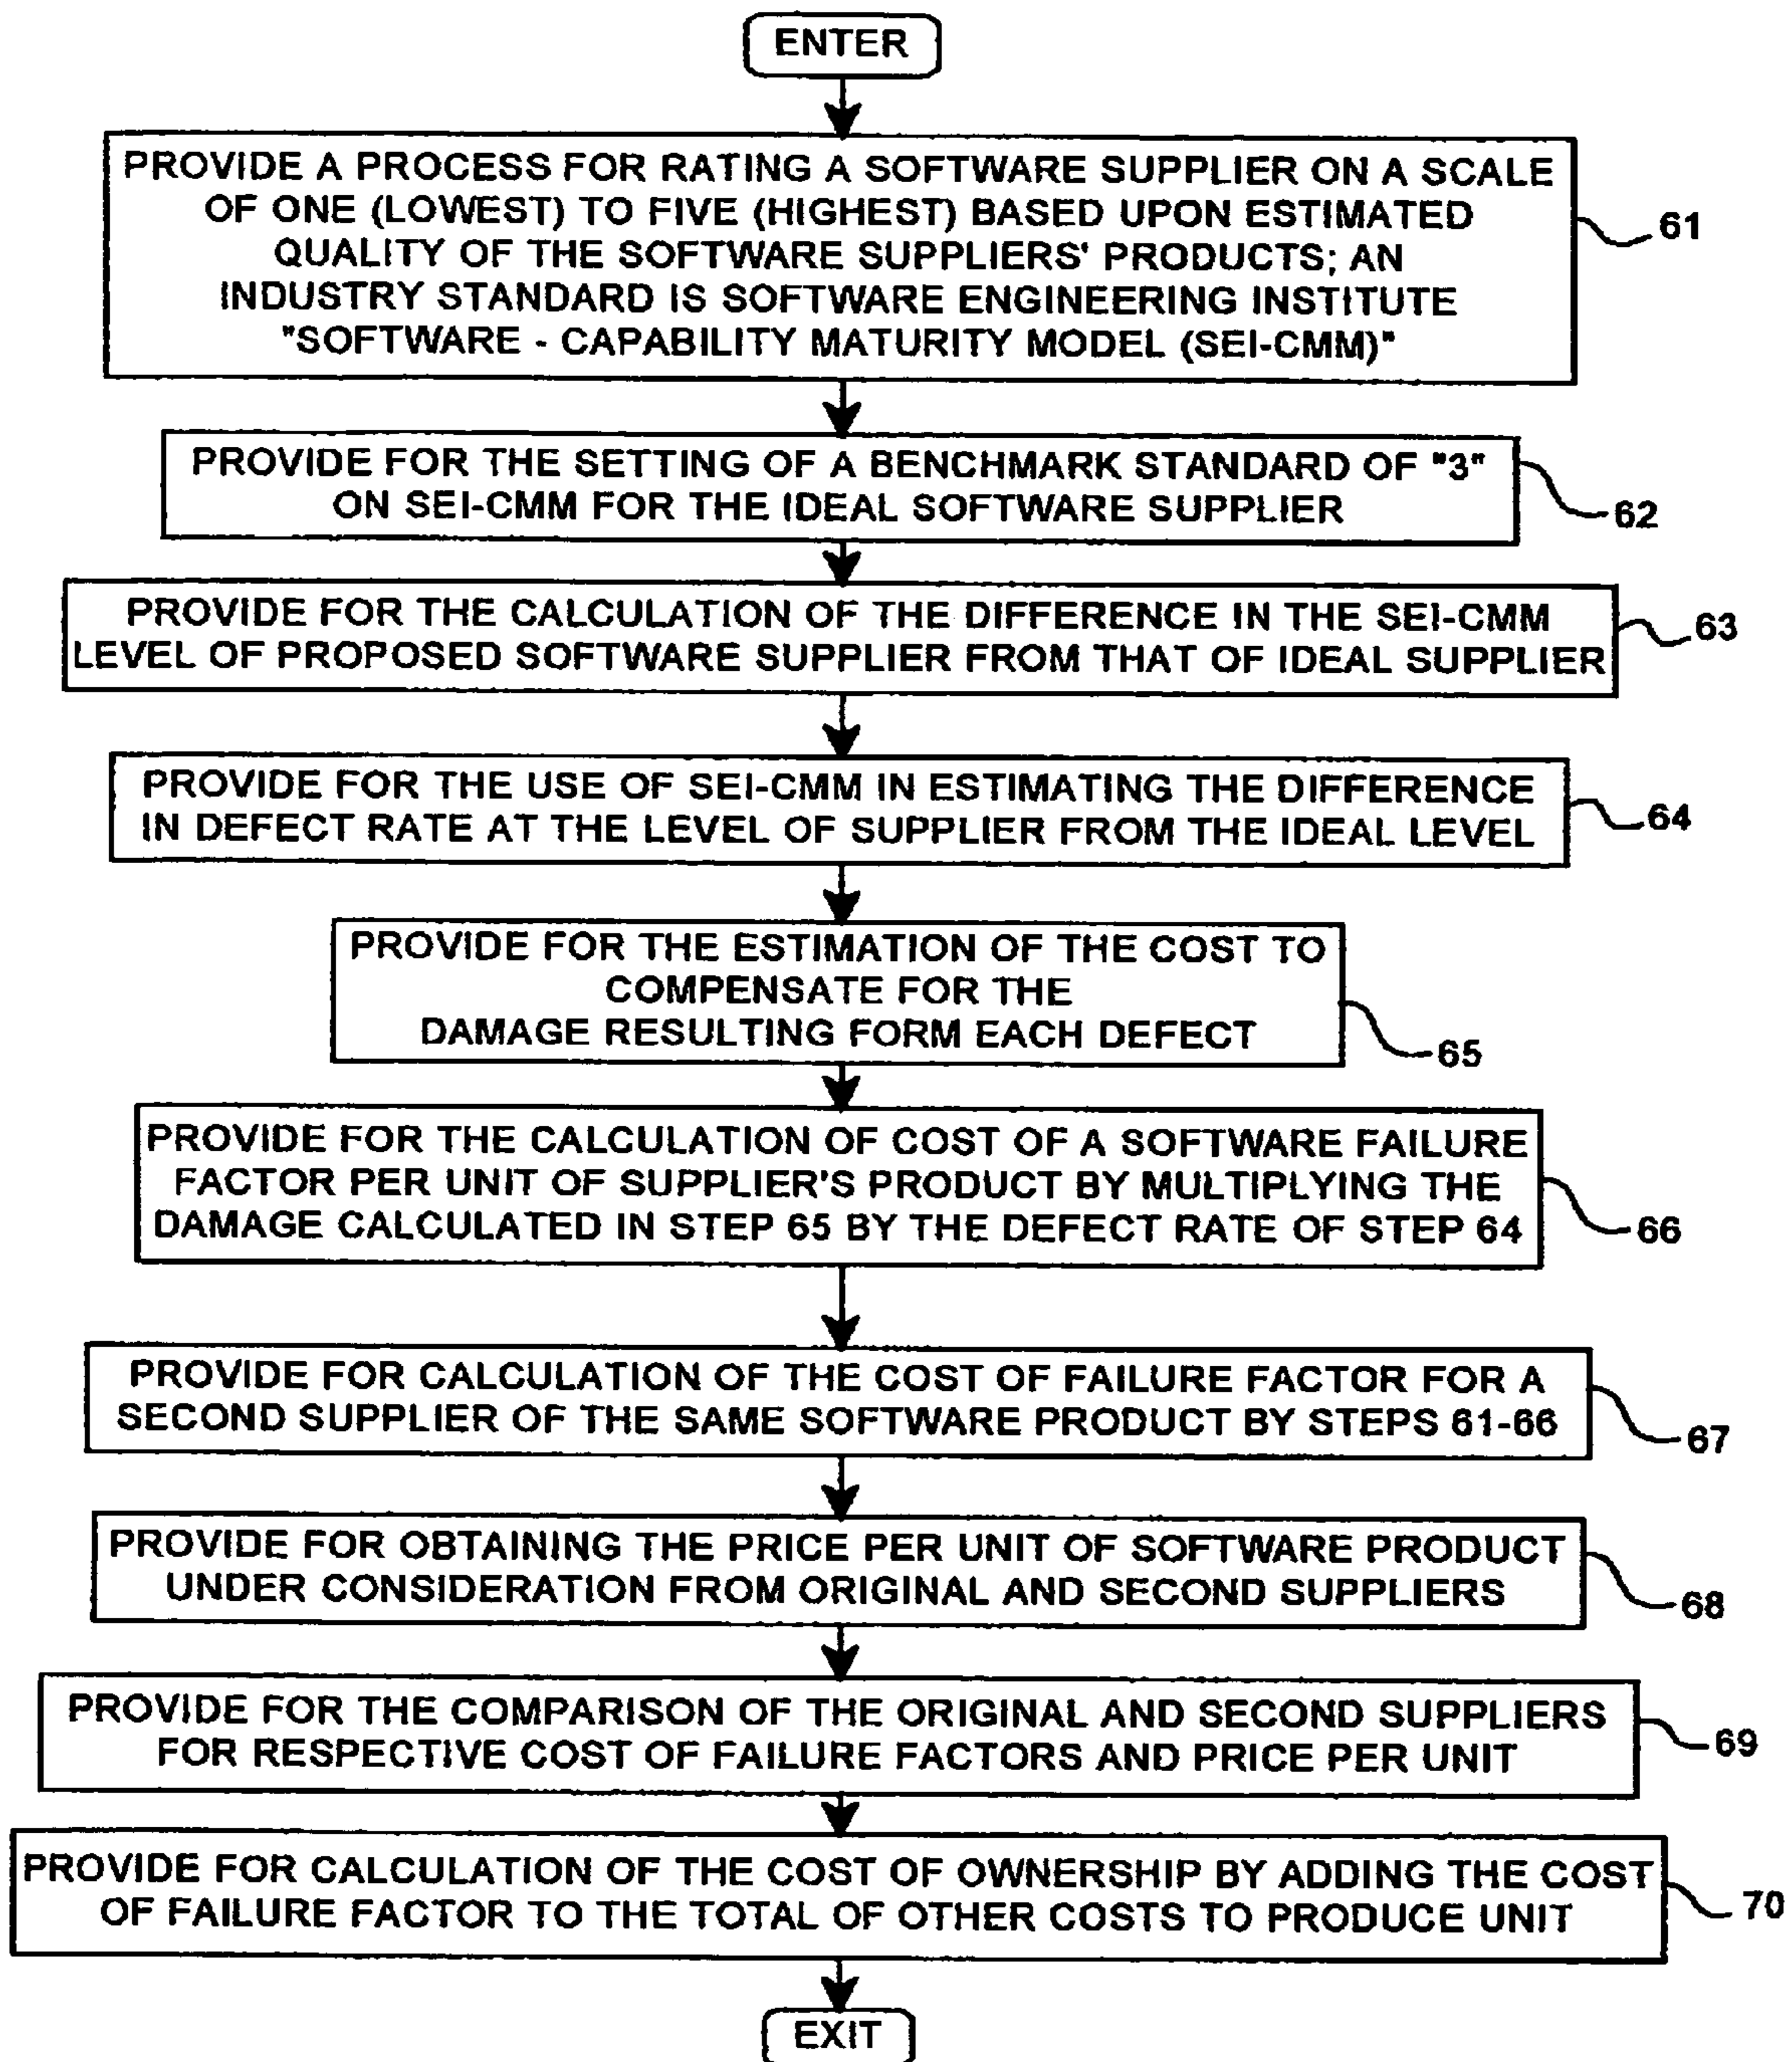 ENTER
PROVIDE A PROCESS FOR RATING A SOFTWARE SUPPLIER ON A SCALE
OF ONE (LOWEST) TO FIVE (HIGHEST) BASED UPON ESTIMATED
QUALITY OF THE SOFTWARE SUPPLIERS' PRODUCTS; AN
INDUSTRY STANDARD IS SOFTWARE ENGINEERING INSTITUTE
"SOFTWARE - CAPABILITY MATURITY MODEL (SEI-CMM)"
61
PROVIDE FOR THE SETTING OF A BENCHMARK STANDARD OF "3"
ON SEI-CMM FOR THE IDEAL SOFTWARE SUPPLIER
62
PROVIDE FOR THE CALCULATION OF THE DIFFERENCE IN THE SEI-CMM
LEVEL OF PROPOSED SOFTWARE SUPPLIER FROM THAT OF IDEAL SUPPLIER
63
PROVIDE FOR THE USE OF SEI-CMM IN ESTIMATING THE DIFFERENCE
IN DEFECT RATE AT THE LEVEL OF SUPPLIER FROM THE IDEAL LEVEL
64
PROVIDE FOR THE ESTIMATION OF THE COST TO
COMPENSATE FOR THE
DAMAGE RESULTING FORM EACH DEFECT
65
PROVIDE FOR THE CALCULATION OF COST OF A SOFTWARE FAILURE
FACTOR PER UNIT OF SUPPLIER'S PRODUCT BY MULTIPLYING THE
DAMAGE CALCULATED IN STEP 65 BY THE DEFECT RATE OF STEP 64
66
PROVIDE FOR CALCULATION OF THE COST OF FAILURE FACTOR FOR A
SECOND SUPPLIER OF THE SAME SOFTWARE PRODUCT BY STEPS 61-66
67
PROVIDE FOR OBTAINING THE PRICE PER UNIT OF SOFTWARE PRODUCT
UNDER CONSIDERATION FROM ORIGINAL AND SECOND SUPPLIERS
68
PROVIDE FOR THE COMPARISON OF THE ORIGINAL AND SECOND SUPPLIERS
FOR RESPECTIVE COST OF FAILURE FACTORS AND PRICE PER UNIT
69
PROVIDE FOR CALCULATION OF THE COST OF OWNERSHIP BY ADDING THE COST
OF FAILURE FACTOR TO THE TOTAL OF OTHER COSTS TO PRODUCE UNIT
70
EXIT